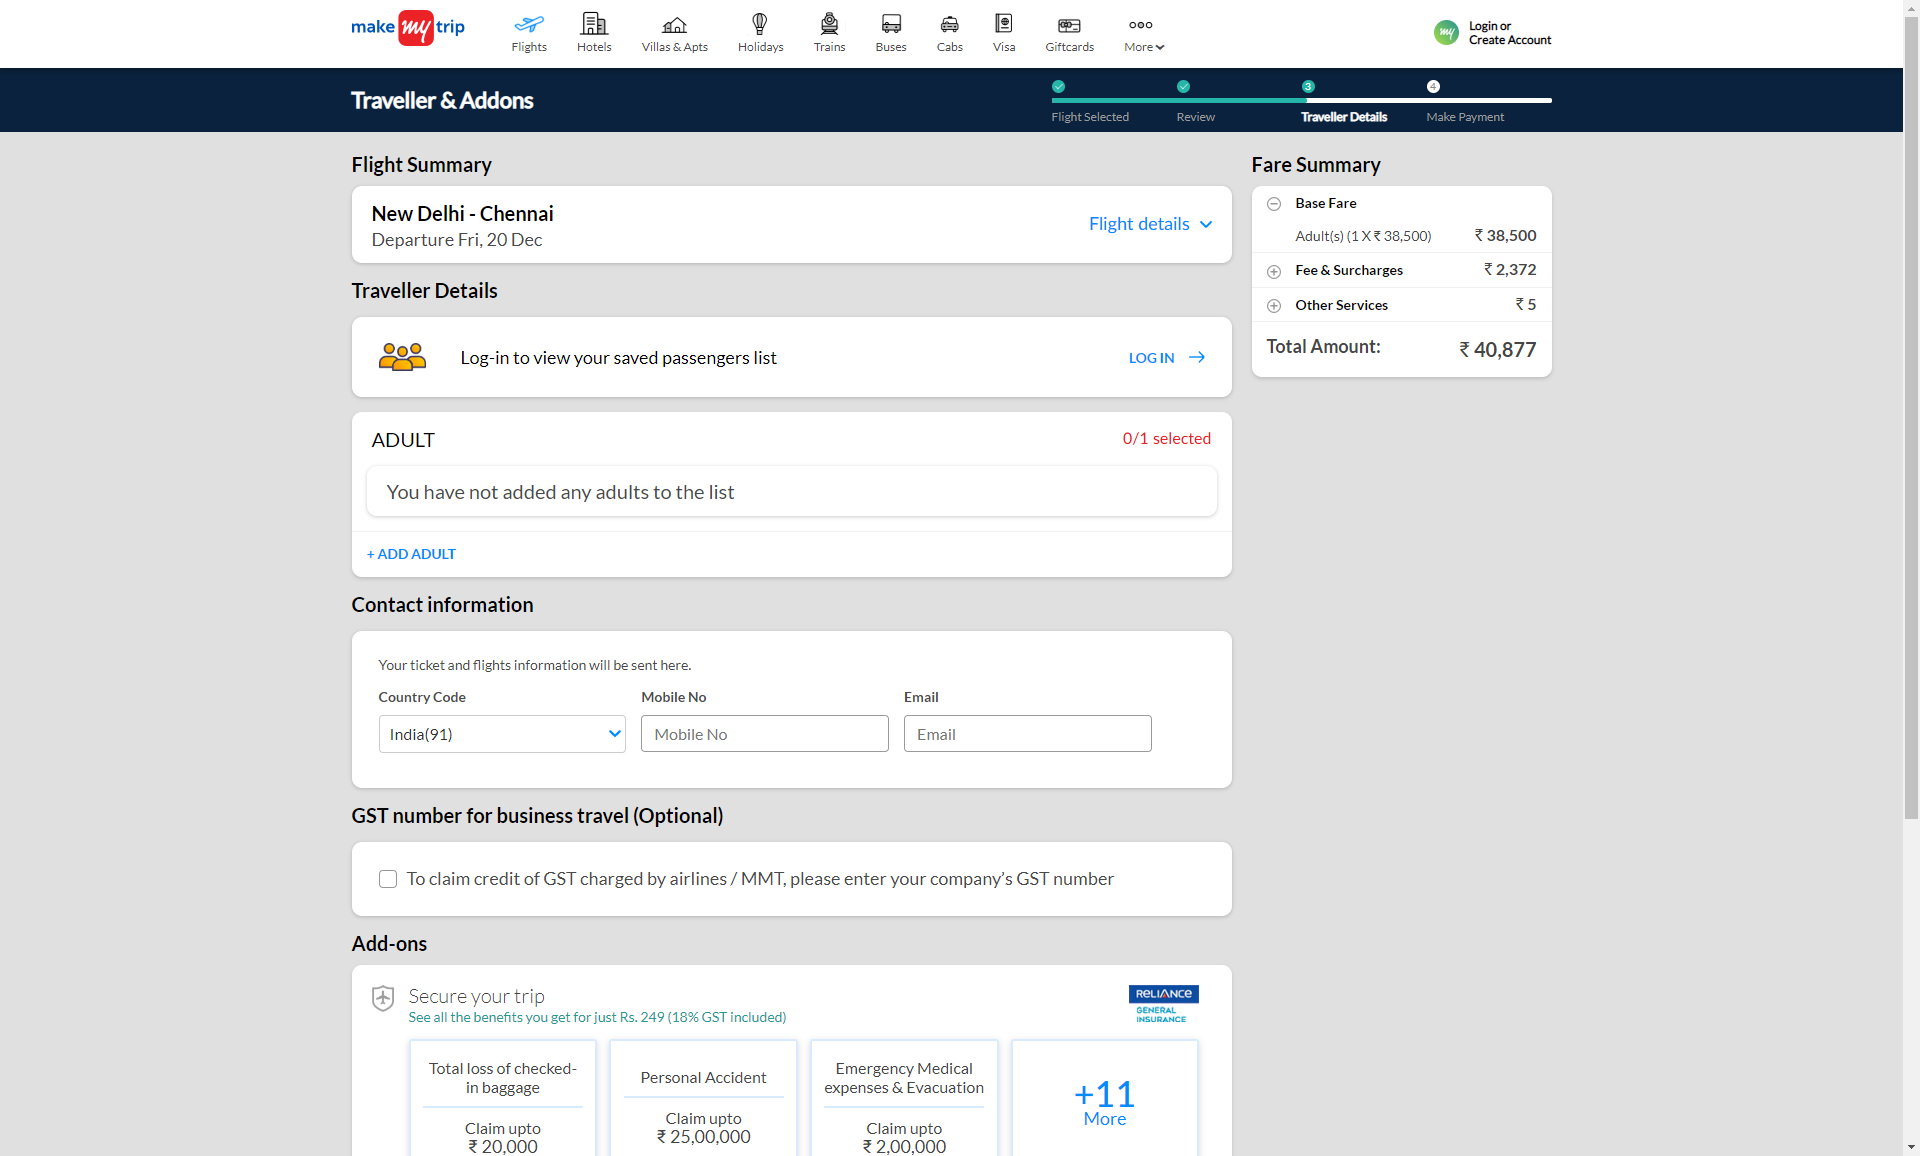 make my trip
Flights
Hotels
Villas & Apts
Holidays
Trains
Buses
Cabs
Visa
Giftcards
More
my
Login or
Create Account
Traveller & Addons
3
4
Flight Selected
Review
Traveller Details
Make Payment
Flight Summary
New Delhi - Chennai
Departure Fri, 20 Dec
Flight details
Traveller Details
Log-in to view your saved passengers list
LOG IN
ADULT
0/1 selected
You have not added any adults to the list
+ ADD ADULT
Contact information
Your ticket and flights information will be sent here.
Country Code
Mobile No
Email
India(91)
Mobile No
Email
GST number for business travel (Optional)
To claim credit of GST charged by airlines / MMT, please enter your company’s GST number
Add-ons
Secure your trip
See all the benefits you get for just Rs. 249 (18% GST included)
RELIANCE
GENERAL
INSURANCE
Total loss of checked-
in baggage
Claim upto
₹ 20,000
Personal Accident
Claim upto
₹ 25,00,000
Emergency Medical
expenses & Evacuation
Claim upto
₹ 2,00,000
+11
More
Fare Summary
Base Fare
Adult(s) (1 X ₹ 38,500) ₹ 38,500
Fee & Surcharges ₹ 2,372
Other Services ₹ 5
Total Amount: ₹ 40,877